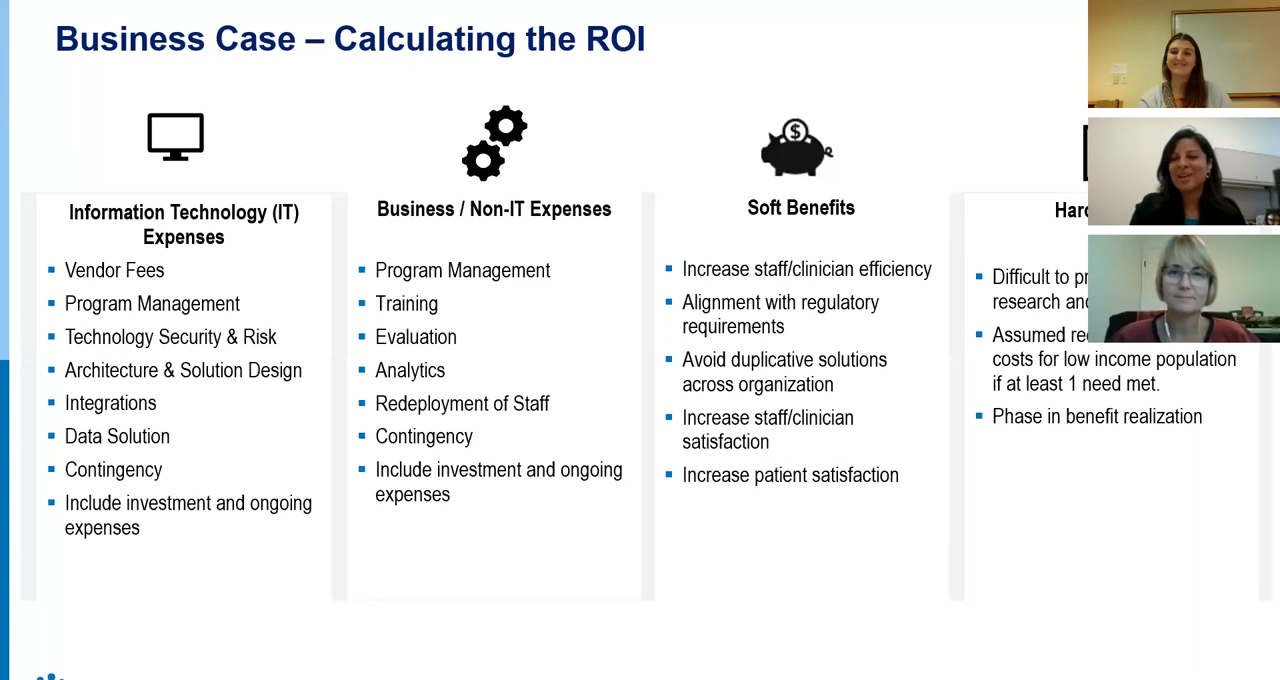 Business Case – Calculating the ROI
$
Information Technology (IT)
Expenses
Vendor Fees
Program Management
Technology Security & Risk
Architecture & Solution Design
Integrations
Data Solution
Contingency
Include investment and ongoing
expenses
Business / Non-IT Expenses
Program Management
Training
Evaluation
Analytics
Redeployment of Staff
Contingency
Include investment and ongoing
expenses
Soft Benefits
Increase staff/clinician efficiency
Alignment with regulatory
requirements
Avoid duplicative solutions
across organization
Increase staff/clinician
satisfaction
Increase patient satisfaction
Difficult to
research
Assumed
costs for low income population
if at least 1 need met.
Phase in benefit realization